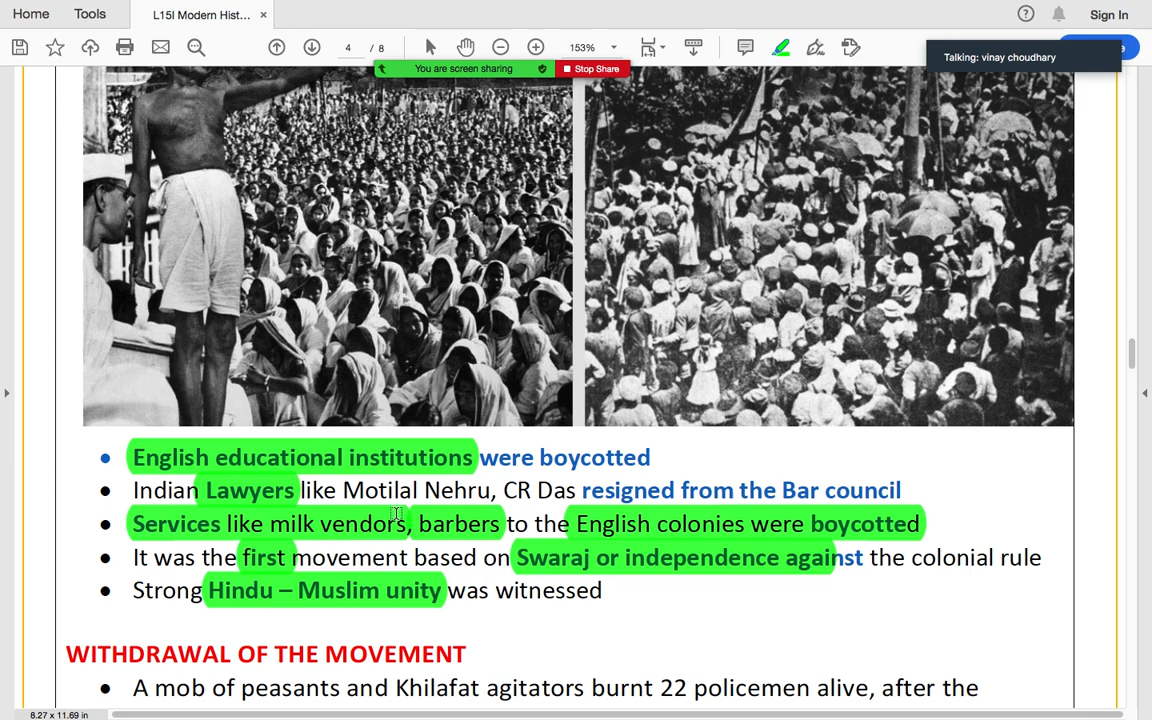 Home Tools L15I Modern Hist... × Sign In
4 / 8 153%
Talking: vinay choudhary
You are screen sharing Stop Share
• English educational institutions were boycotted
• Indian Lawyers like Motilal Nehru, CR Das resigned from the Bar council
• Services like milk vendors, barbers to the English colonies were boycotted
• It was the first movement based on Swaraj or independence against the colonial rule
• Strong Hindu – Muslim unity was witnessed
WITHDRAWAL OF THE MOVEMENT
• A mob of peasants and Khilafat agitators burnt 22 policemen alive, after the
8.27 x 11.69 in